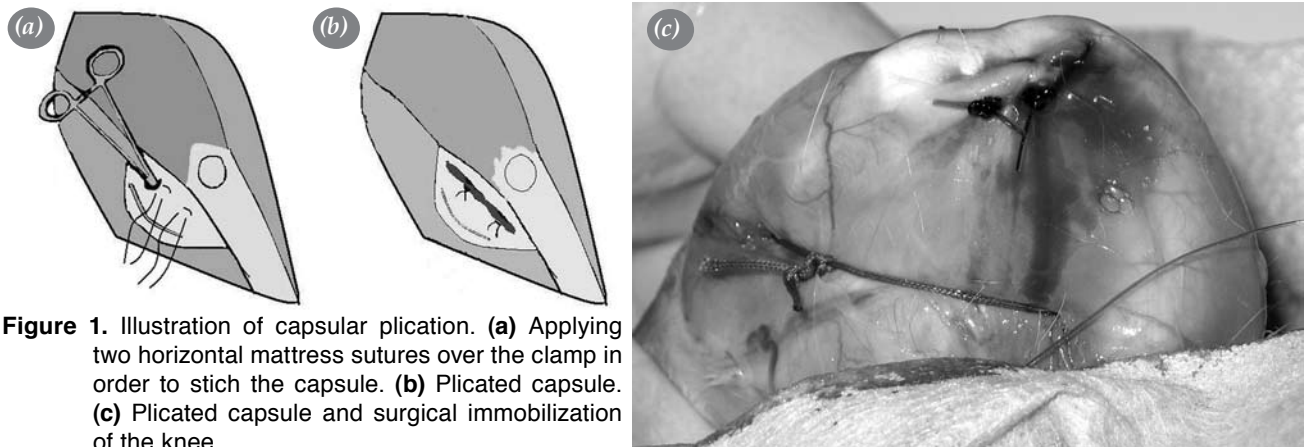 (a)
(b)
(c)
Figure 1. Illustration of capsular plication. (a) Applying
two horizontal mattress sutures over the clamp in
order to stich the capsule. (b) Plicated capsule.
(c) Plicated capsule and surgical immobilization
of the knee.